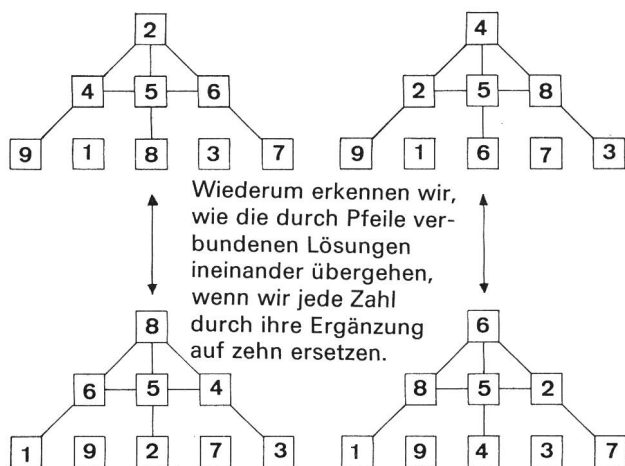 2 4
4 5 6 2 5 8
9 1 8 3 7 9 1 6 7 3
Wiederum erkennen wir,
wie die durch Pfeile ver-
bundenen Lösungen
ineinander übergehen,
wenn wir jede Zahl
durch ihre Ergänzung
auf zehn ersetzen.
8 6
6 5 4 8 5 2
1 9 2 7 3 1 9 4 3 7